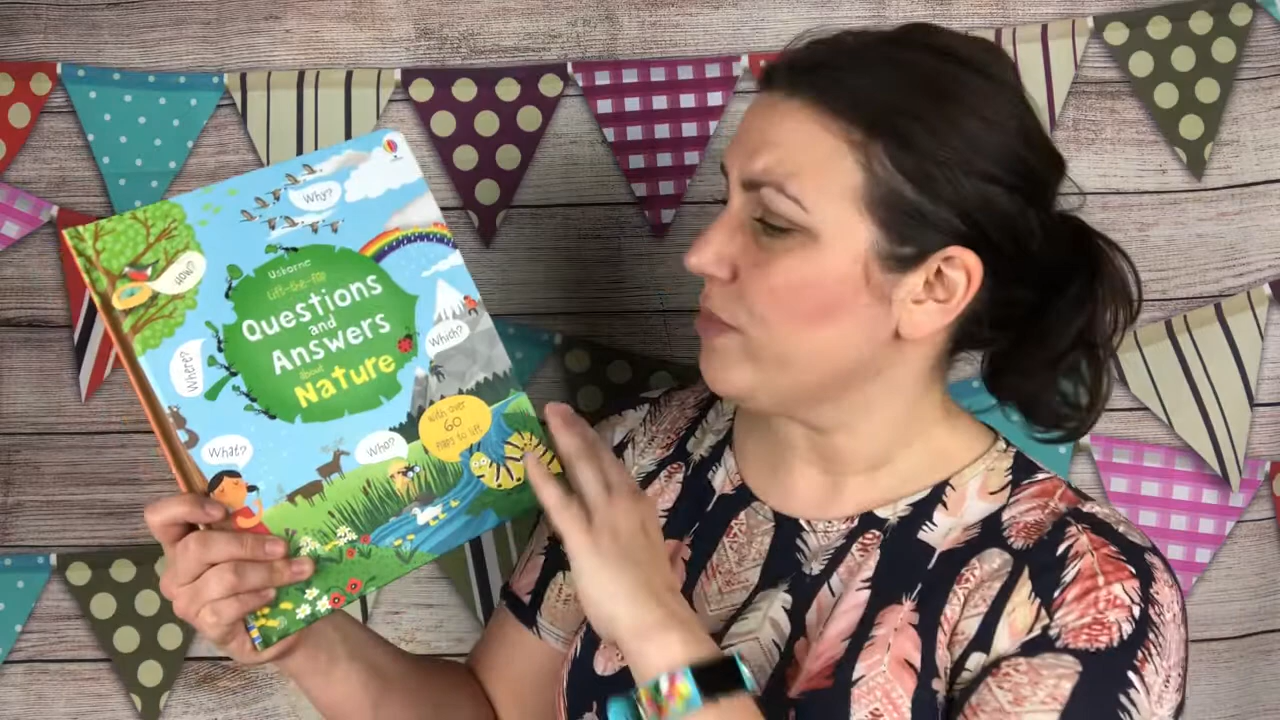 Why?
How?
Usborne
Lift-the-flap
Questions
and
Answers
about
Nature
Which?
Where?
with over
60
flaps to lift
What?
Who?